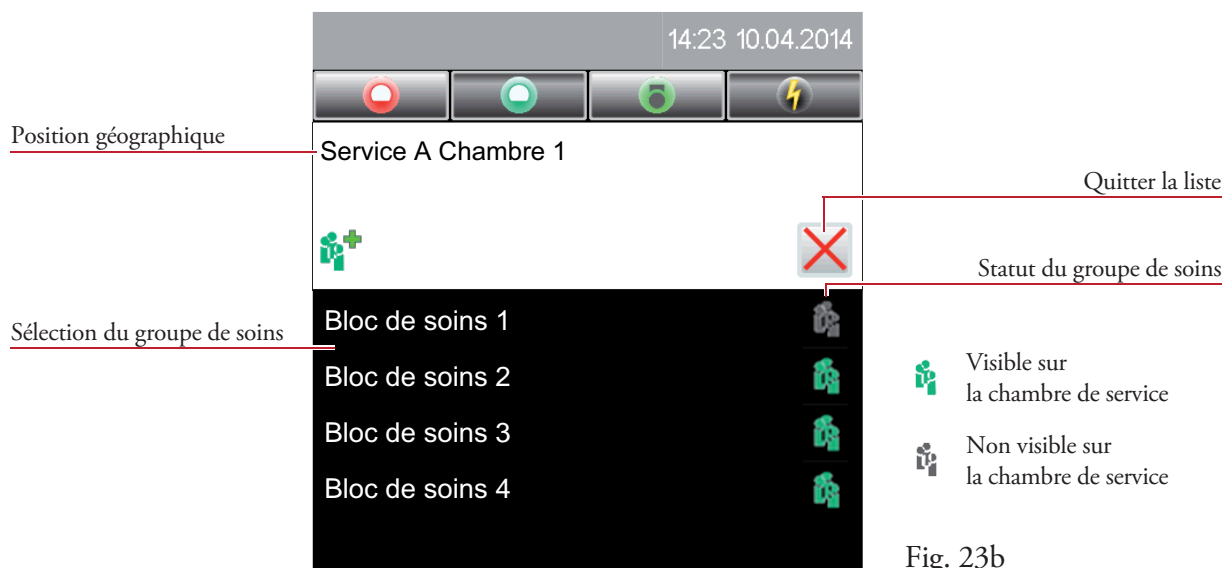 14:23 10.04.2014
Position géographique
Service A Chambre 1
Quitter la liste
Statut du groupe de soins
Sélection du groupe de soins
Bloc de soins 1
Bloc de soins 2
Bloc de soins 3
Bloc de soins 4
Visible sur
la chambre de service
Non visible sur
la chambre de service
Fig. 23b